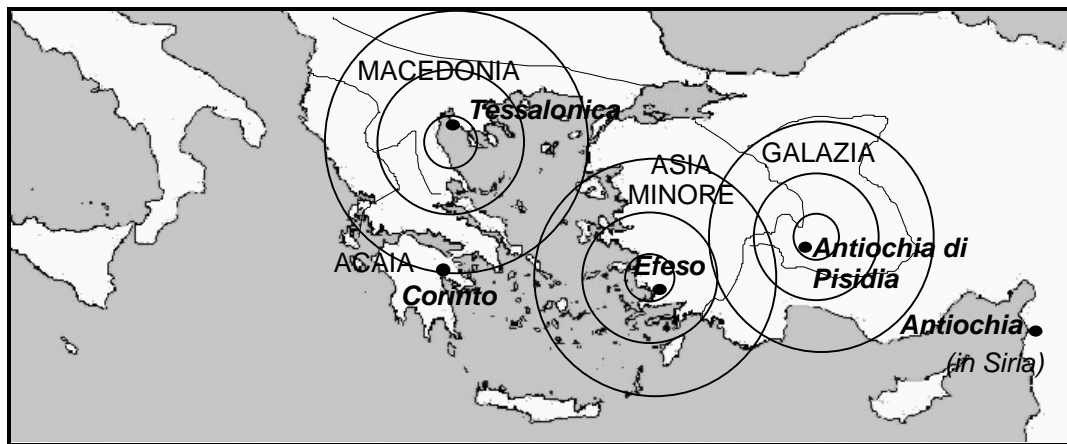 MACEDONIA
Tessalonica
GALAZIA
ASIA
MINORE
Antiochia di
Pisidia
Efeso
ACAIA
Corinto
Antiochia
(in Siria)